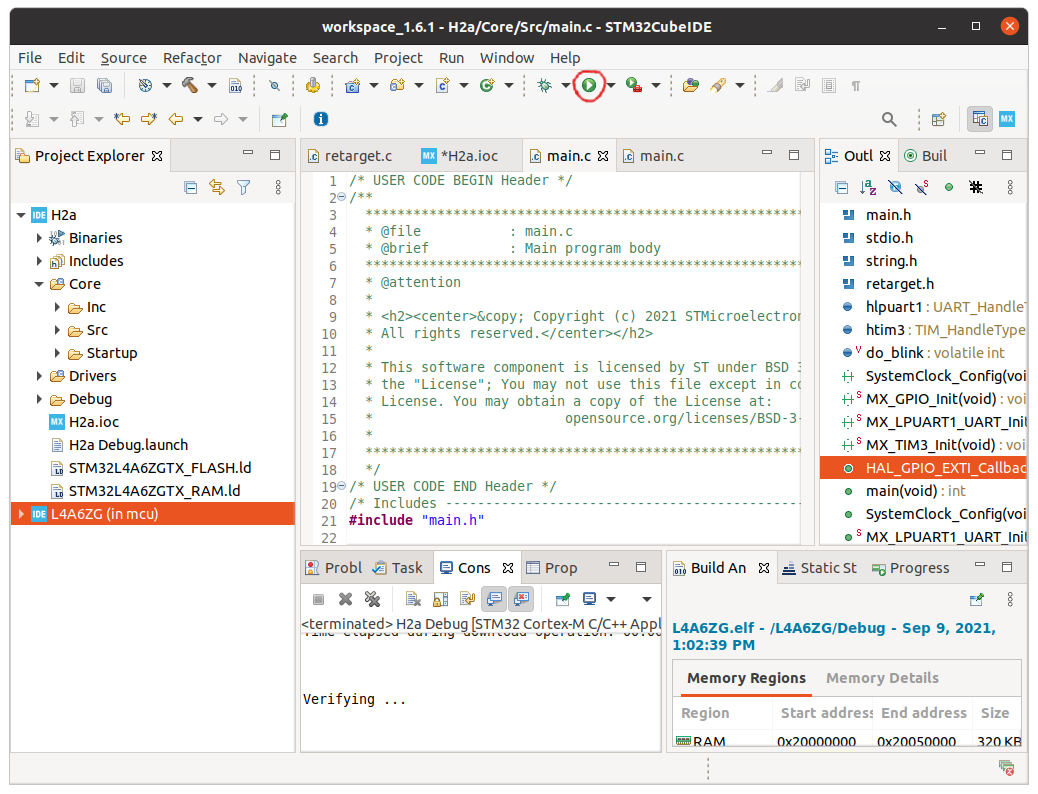 workspace_1.6.1 - H2a/Core/Src/main.c - STM32CubeIDE
File Edit Source Refactor Navigate Search Project Run Window Help
Project Explorer
H2a
Binaries
Includes
Core
Inc
Src
Startup
Drivers
Debug
H2a.ioc
H2a Debug.launch
STM32L4A6ZGTX_FLASH.ld
STM32L4A6ZGTX_RAM.ld
L4A6ZG (in mcu)
retarget.c *H2a.ioc main.c main.c
1 /* USER CODE BEGIN Header */
2 /**
3 *******************************************************
4 * @file : main.c
5 * @brief : Main program body
6 *******************************************************
7 * @attention
8 *
9 * <h2><center>&copy; Copyright (c) 2021 STMicroelectron
10 * All rights reserved.</center></h2>
11 *
12 * This software component is licensed by ST under BSD 3
13 * the "License"; You may not use this file except in co
14 * License. You may obtain a copy of the License at:
15 * opensource.org/licenses/BSD-3-
16 *
17 *******************************************************
18 */
19 /* USER CODE END Header */
20 /* Includes ---------------------------------------------
21 #include "main.h"
22
Outl Buil
main.h
stdio.h
string.h
retarget.h
hlpuart1 : UART_HandleT
htim3 : TIM_HandleType
do_blink : volatile int
SystemClock_Config(voi
MX_GPIO_Init(void) : voi
MX_LPUART1_UART_Init
MX_TIM3_Init(void) : voi
HAL_GPIO_EXTI_Callbac
main(void) : int
SystemClock_Config(voi
MX_LPUART1_UART_Init
Probl Task Cons Prop
<terminated> H2a Debug [STM32 Cortex-M C/C++ Appl
Time elapsed during download operation: 00:00
Verifying ...
Build An Static St Progress
L4A6ZG.elf - /L4A6ZG/Debug - Sep 9, 2021,
1:02:39 PM
Memory Regions Memory Details
Region Start address End address Size
RAM 0x20000000 0x20050000 320 KB